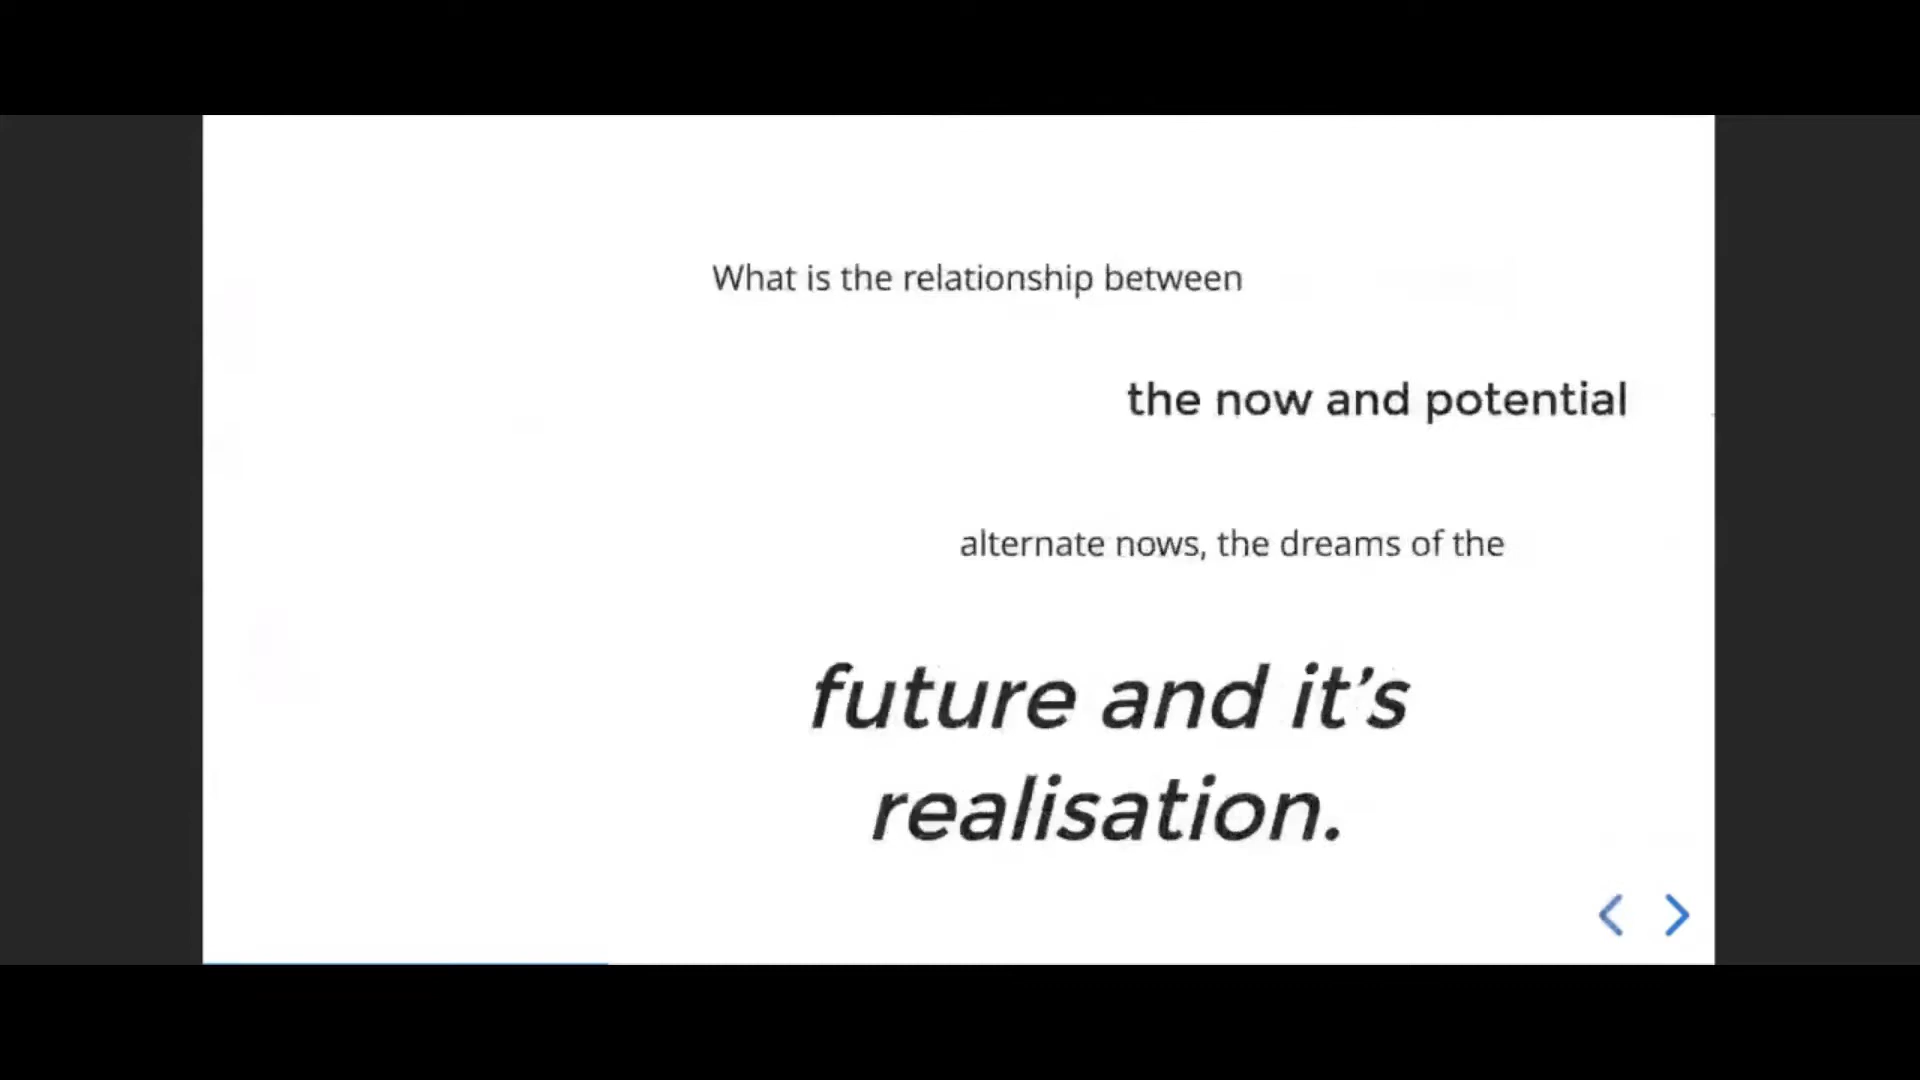 What is the relationship between
the now and potential
alternate nows, the dreams of the
future and it’s
realisation.